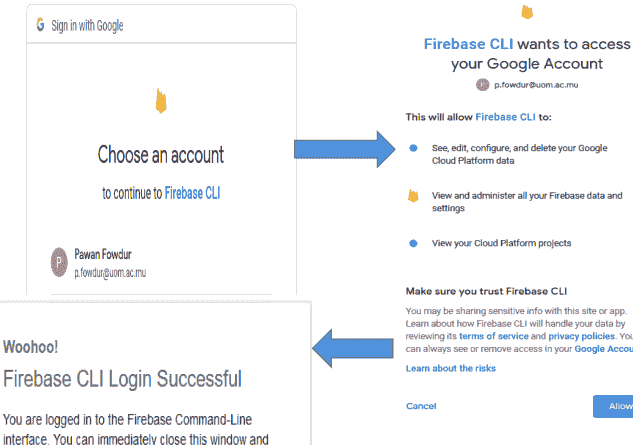 Sign in with Google
Choose an account
to continue to Firebase CLI
P
Pawan Fowdur
p.fowdur@uom.ac.mu
Firebase CLI wants to access
your Google Account
P p.fowdur@uom.ac.mu
This will allow Firebase CLI to:
See, edit, configure, and delete your Google
Cloud Platform data
View and administer all your Firebase data and
settings
View your Cloud Platform projects
Make sure you trust Firebase CLI
You may be sharing sensitive info with this site or app.
Learn about how Firebase CLI will handle your data by
reviewing its terms of service and privacy policies. You
can always see or remove access in your Google Accou
Learn about the risks
Cancel
Allow
Woohoo!
Firebase CLI Login Successful
You are logged in to the Firebase Command-Line
interface. You can immediately close this window and